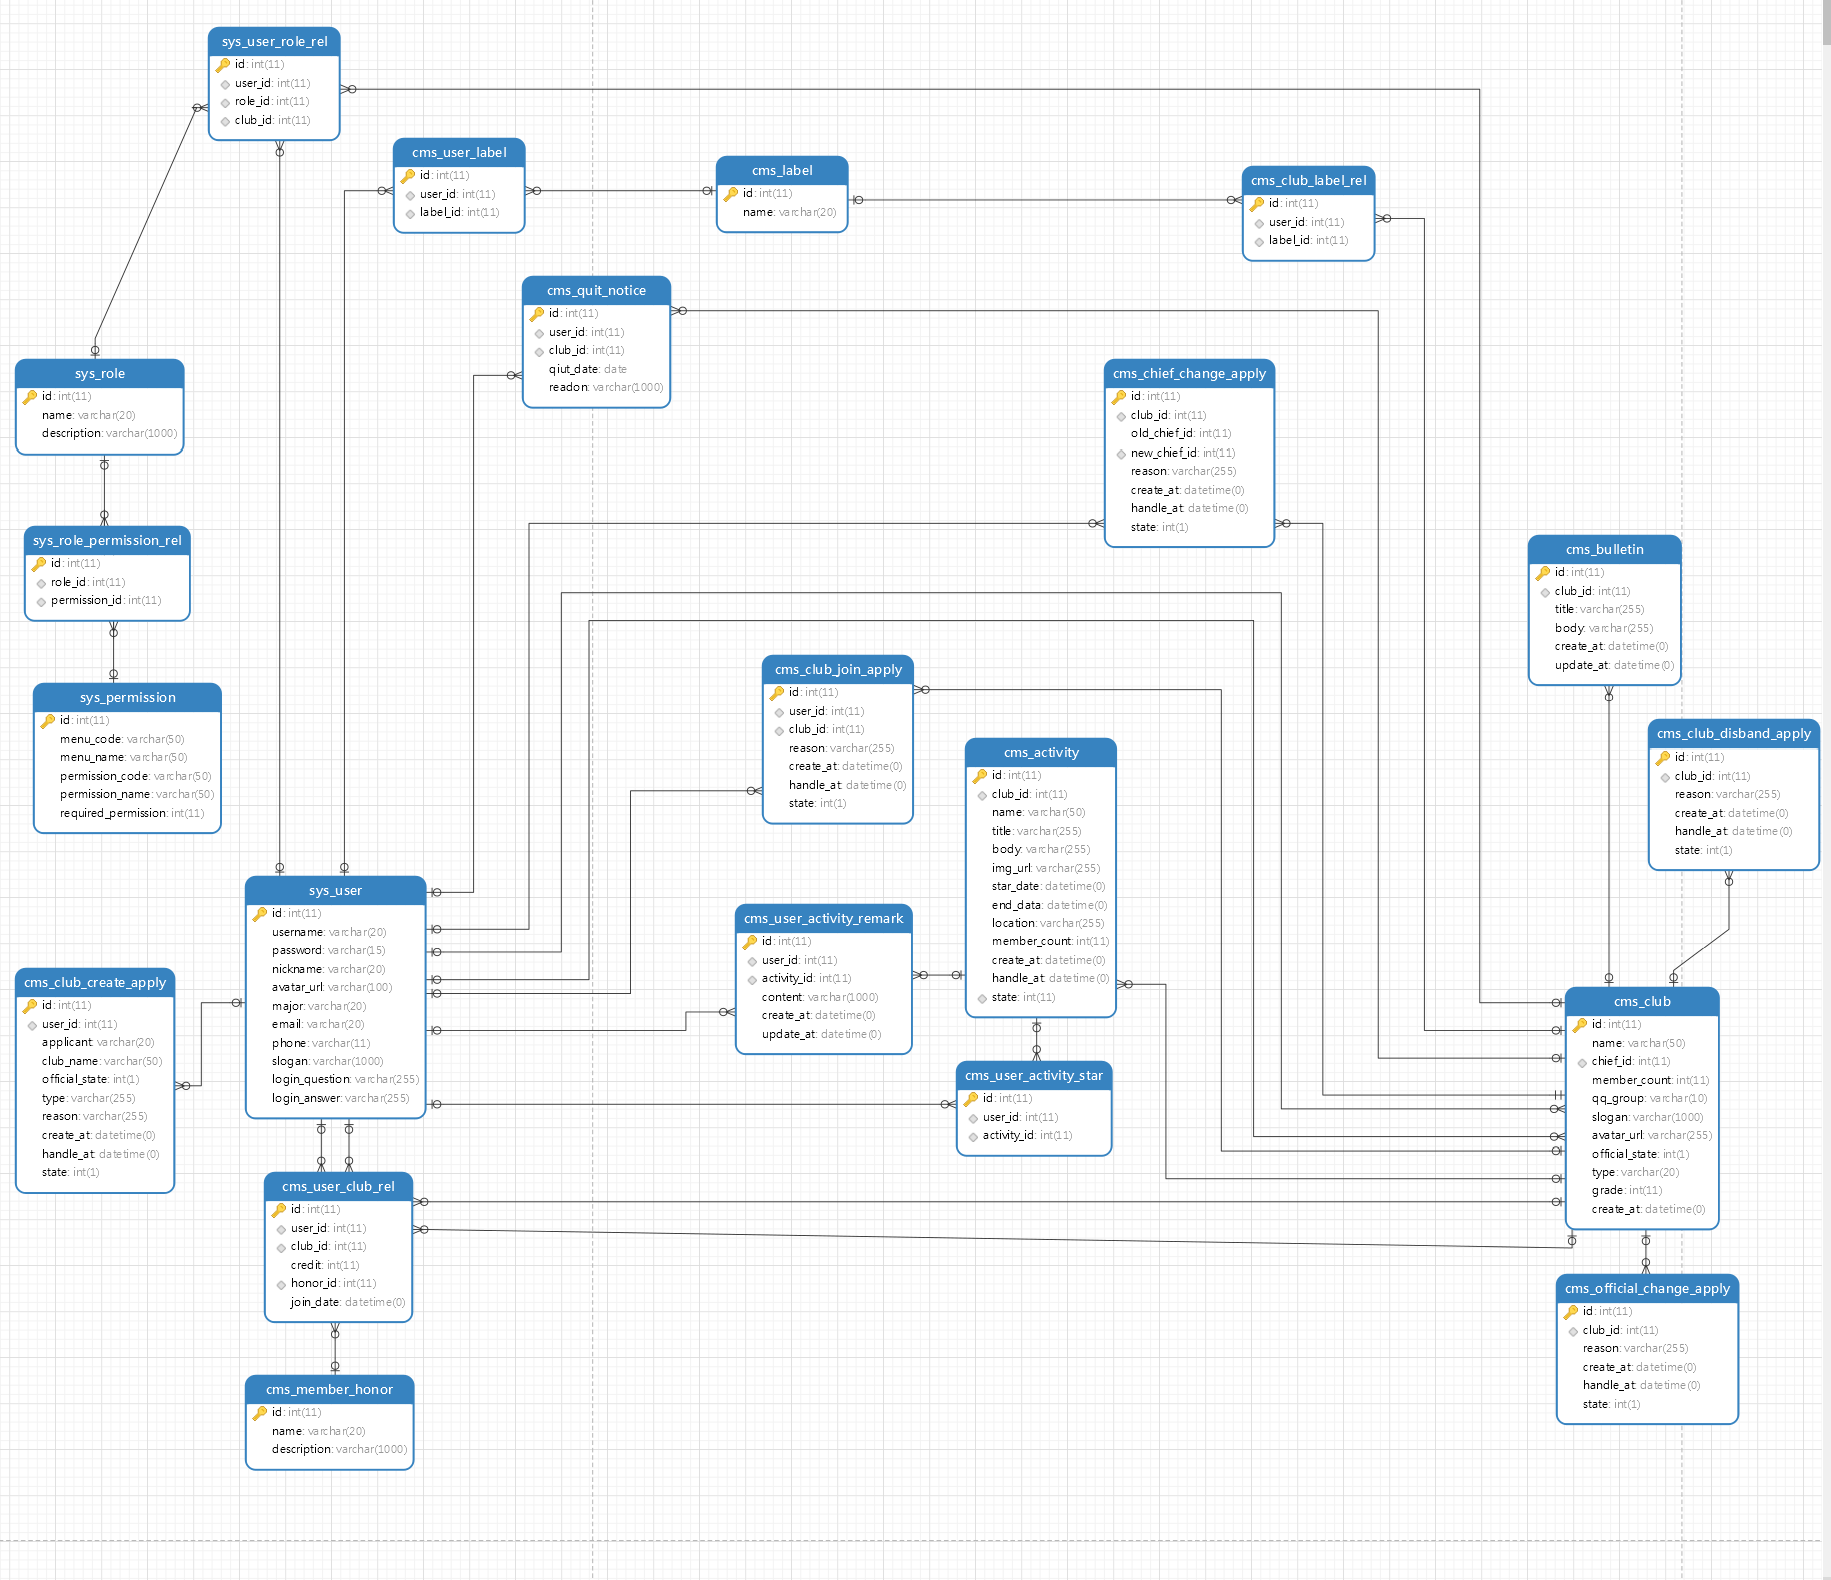 sys_user_role_rel
id: int(11)
user_id: int(11)
role_id: int(11)
club_id: int(11)
cms_user_label
id: int(11)
user_id: int(11)
label_id: int(11)
cms_label
id: int(11)
name: varchar(20)
cms_club_label_rel
id: int(11)
user_id: int(11)
label_id: int(11)
cms_quit_notice
id: int(11)
user_id: int(11)
club_id: int(11)
qiut_date: date
readon: varchar(1000)
sys_role
id: int(11)
name: varchar(20)
description: varchar(1000)
cms_chief_change_apply
id: int(11)
club_id: int(11)
old_chief_id: int(11)
new_chief_id: int(11)
reason: varchar(255)
create_at: datetime(0)
handle_at: datetime(0)
state: int(1)
sys_role_permission_rel
id: int(11)
role_id: int(11)
permission_id: int(11)
cms_bulletin
id: int(11)
club_id: int(11)
title: varchar(255)
body: varchar(255)
create_at: datetime(0)
update_at: datetime(0)
sys_permission
id: int(11)
menu_code: varchar(50)
menu_name: varchar(50)
permission_code: varchar(50)
permission_name: varchar(50)
required_permission: int(11)
cms_club_join_apply
id: int(11)
user_id: int(11)
club_id: int(11)
reason: varchar(255)
create_at: datetime(0)
handle_at: datetime(0)
state: int(1)
cms_activity
id: int(11)
club_id: int(11)
name: varchar(50)
title: varchar(255)
body: varchar(255)
img_url: varchar(255)
star_date: datetime(0)
end_data: datetime(0)
location: varchar(255)
member_count: int(11)
create_at: datetime(0)
handle_at: datetime(0)
state: int(11)
cms_club_disband_apply
id: int(11)
club_id: int(11)
reason: varchar(255)
create_at: datetime(0)
handle_at: datetime(0)
state: int(1)
sys_user
id: int(11)
username: varchar(20)
password: varchar(15)
nickname: varchar(20)
avatar_url: varchar(100)
major: varchar(20)
email: varchar(20)
phone: varchar(11)
slogan: varchar(1000)
login_question: varchar(255)
login_answer: varchar(255)
cms_user_activity_remark
id: int(11)
user_id: int(11)
activity_id: int(11)
content: varchar(1000)
create_at: datetime(0)
update_at: datetime(0)
cms_club_create_apply
id: int(11)
user_id: int(11)
applicant: varchar(20)
club_name: varchar(50)
official_state: int(1)
type: varchar(255)
reason: varchar(255)
create_at: datetime(0)
handle_at: datetime(0)
state: int(1)
cms_club
id: int(11)
name: varchar(50)
chief_id: int(11)
member_count: int(11)
qq_group: varchar(10)
slogan: varchar(1000)
avatar_url: varchar(255)
official_state: int(1)
type: varchar(20)
grade: int(11)
create_at: datetime(0)
cms_user_activity_star
id: int(11)
user_id: int(11)
activity_id: int(11)
cms_user_club_rel
id: int(11)
user_id: int(11)
club_id: int(11)
credit: int(11)
honor_id: int(11)
join_date: datetime(0)
cms_official_change_apply
id: int(11)
club_id: int(11)
reason: varchar(255)
create_at: datetime(0)
handle_at: datetime(0)
state: int(1)
cms_member_honor
id: int(11)
name: varchar(20)
description: varchar(1000)